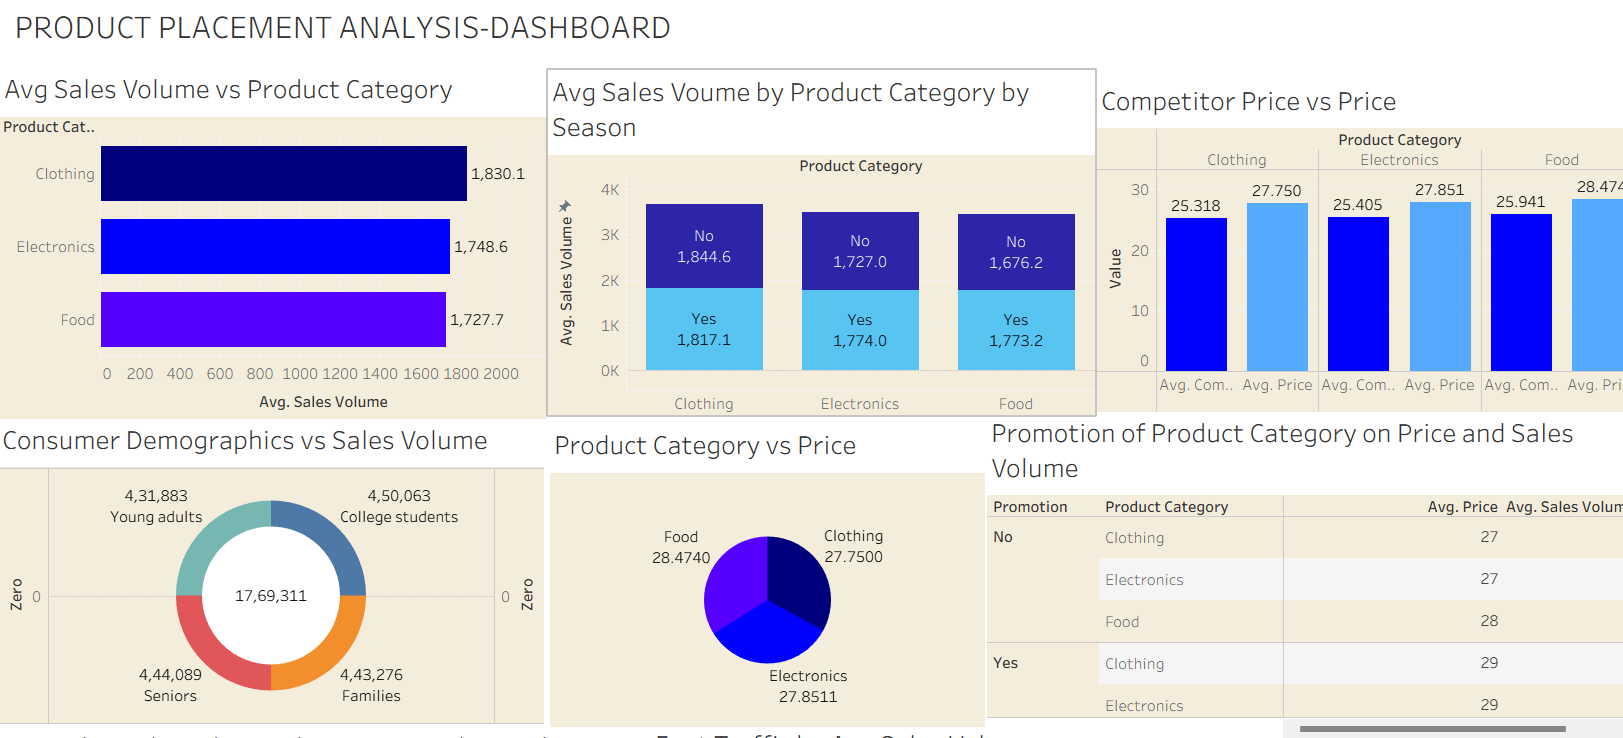 PRODUCT PLACEMENT ANALYSIS-DASHBOARD
Avg Sales Volume vs Product Category
Product Cat..
Clothing
1,830.1
Electronics
1,748.6
Food
1,727.7
0 200 400 600 800 1000 1200 1400 1600 1800 2000
Avg. Sales Volume
Avg Sales Voume by Product Category by
Season
Product Category
Avg. Sales Volume
4K
3K
2K
1K
0K
No
1,844.6
Yes
1,817.1
No
1,727.0
Yes
1,774.0
No
1,676.2
Yes
1,773.2
Clothing Electronics Food
Competitor Price vs Price
Product Category
Clothing Electronics Food
Value
30
20
10
0
25.318 27.750 25.405 27.851 25.941 28.474
Avg. Com.. Avg. Price Avg. Com.. Avg. Price Avg. Com.. Avg. Pri
Consumer Demographics vs Sales Volume
Zero
0
4,31,883
Young adults
4,50,063
College students
17,69,311
4,44,089
Seniors
4,43,276
Families
0
Zero
Product Category vs Price
Food
28.4740
Clothing
27.7500
Electronics
27.8511
Promotion of Product Category on Price and Sales
Volume
Promotion Product Category Avg. Price Avg. Sales Volum
No Clothing 27
Electronics 27
Food 28
Yes Clothing 29
Electronics 29